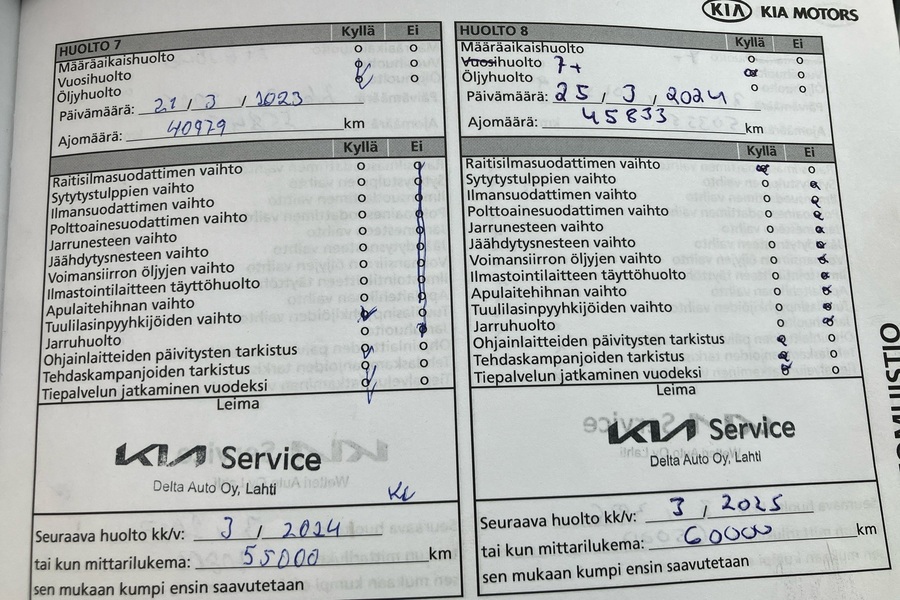 KIA KIA MOTORS
HUOLTO 7 Kyllä Ei
Määräaikaishuolto
Vuosihuolto
Öljyhuolto
Päivämäärä: 21 / 3 , 2023
Ajomäärä: 40979 km
Kyllä Ei
Raitisilmasuodattimen vaihto
Sytytystulppien vaihto
Ilmansuodattimen vaihto
Polttoainesuodattimen vaihto
Jarrunesteen vaihto
Jäähdytysnesteen vaihto
Voimansiirron öljyjen vaihto
Ilmastointilaitteen täyttöhuolto
Apulaitehihnan vaihto
Tuulilasinpyyhkijöiden vaihto
Jarruhuolto
Ohjainlaitteiden päivitysten tarkistus
Tehdaskampanjoiden tarkistus
Tiepalvelun jatkaminen vuodeksi
Leima
KIA Service
Delta Auto Oy, Lahti
Seuraava huolto kk/v: 3 , 2024
tai kun mittarilukema: 55000 km
sen mukaan kumpi ensin saavutetaan
HUOLTO 8 Kyllä Ei
Määräaikaishuolto
Vuosihuolto 7+
Öljyhuolto
Päivämäärä: 25 , 3 , 2024
Ajomäärä: 45833 km
Kyllä Ei
Raitisilmasuodattimen vaihto
Sytytystulppien vaihto
Ilmansuodattimen vaihto
Polttoainesuodattimen vaihto
Jarrunesteen vaihto
Jäähdytysnesteen vaihto
Voimansiirron öljyjen vaihto
Ilmastointilaitteen täyttöhuolto
Apulaitehihnan vaihto
Tuulilasinpyyhkijöiden vaihto
Jarruhuolto
Ohjainlaitteiden päivitysten tarkistus
Tehdaskampanjoiden tarkistus
Tiepalvelun jatkaminen vuodeksi
Leima
KIA Service
Delta Auto Oy, Lahti
Seuraava huolto kk/v: 3 , 2025
tai kun mittarilukema: 60000 km
sen mukaan kumpi ensin saavutetaan